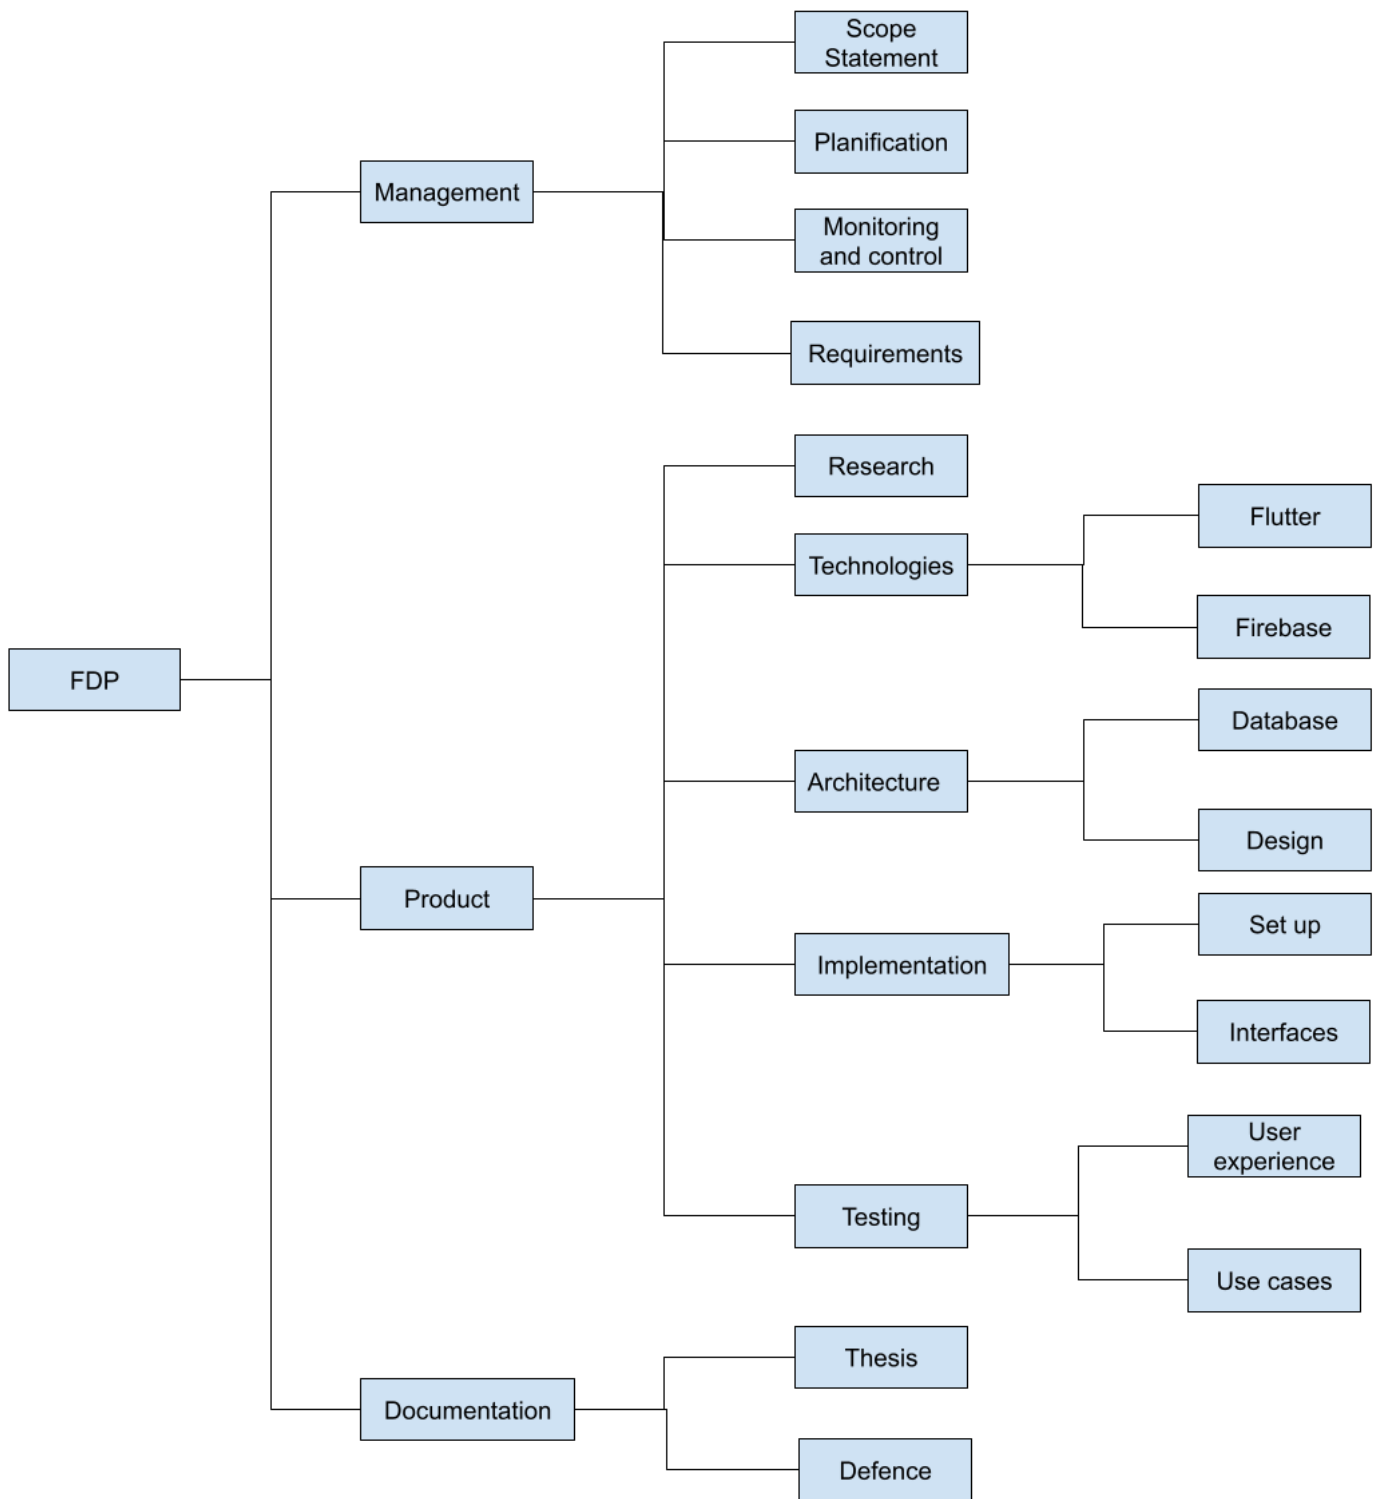 Scope
Statement
Planification
Management
Monitoring
and control
Requirements
Research
Flutter
Technologies
Firebase
FDP
Database
Architecture
Design
Product
Set up
Implementation
Interfaces
User
experience
Testing
Use cases
Thesis
Documentation
Defence